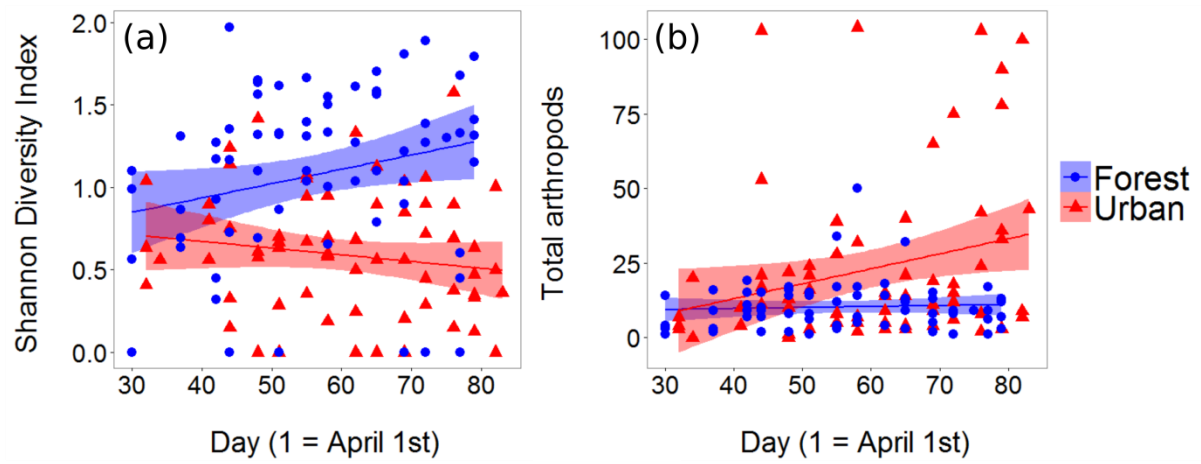 (a)
Shannon Diversity Index
2.0
1.5
1.0
0.5
0.0
30 40 50 60 70 80
Day (1 = April 1st)
(b)
Total arthropods
100
75
50
25
0
30 40 50 60 70 80
Day (1 = April 1st)
Forest
Urban